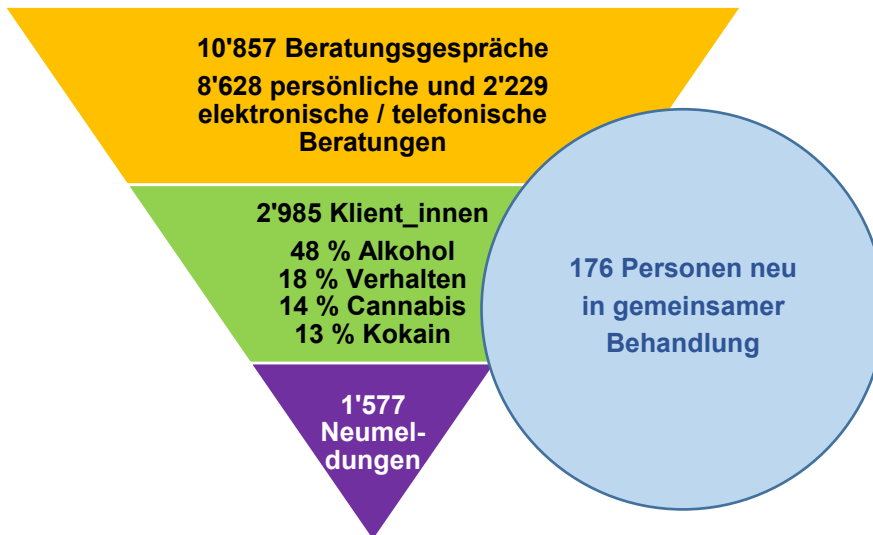 10'857 Beratungsgespräche
8'628 persönliche und 2'229
elektronische / telefonische
Beratungen
2'985 Klient_innen
48 % Alkohol
18 % Verhalten
14 % Cannabis
13 % Kokain
176 Personen neu
in gemeinsamer
Behandlung
1'577
Neumel-
dungen